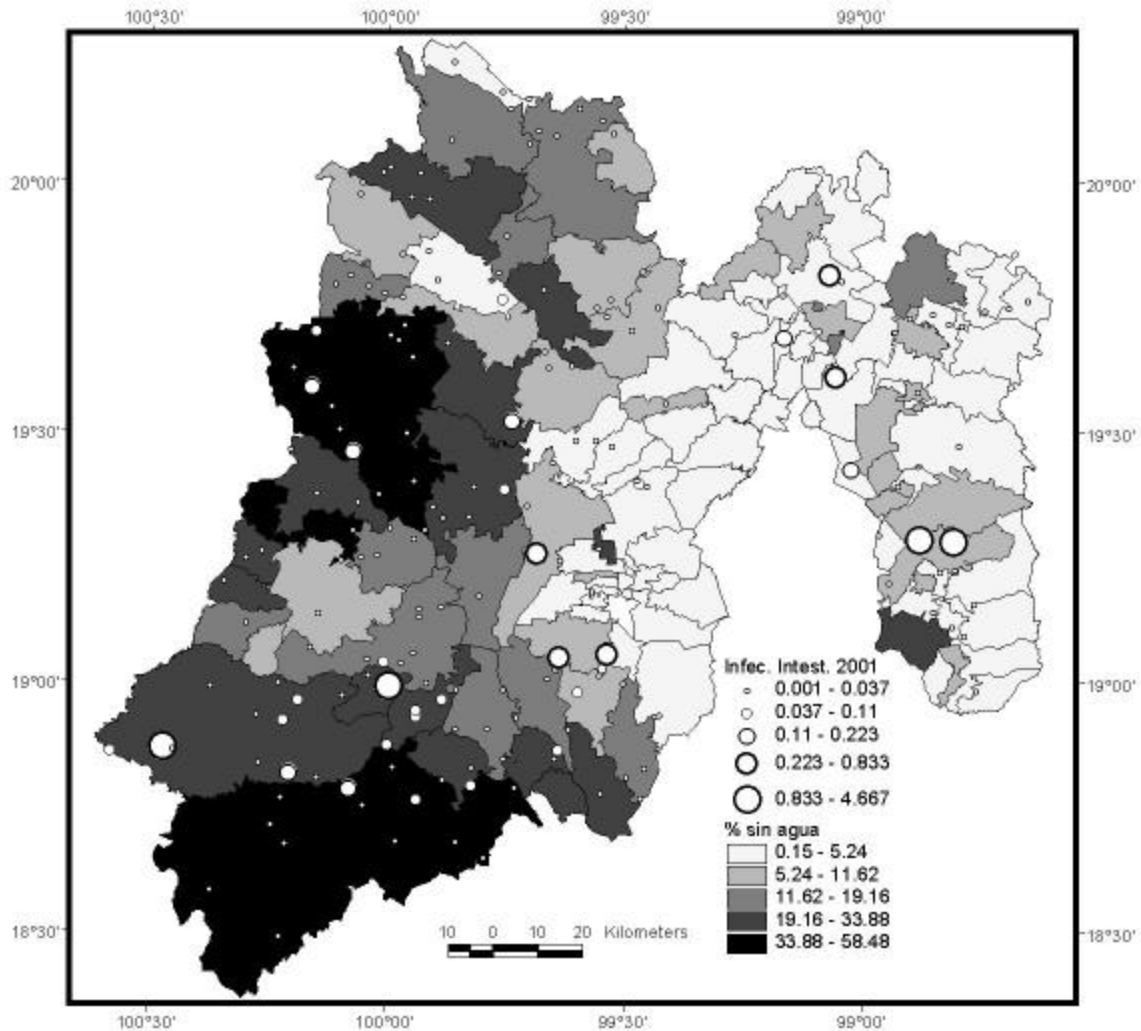 100°30' 100°00' 99°30' 99°00'
20°00' 20°00'
19°30' 19°30'
19°00' 19°00'
18°30' 18°30'
Infec. Intest. 2001
0.001 - 0.037
0.037 - 0.11
0.11 - 0.223
0.223 - 0.833
0.833 - 4.667
% sin agua
0.15 - 5.24
5.24 - 11.62
11.62 - 19.16
19.16 - 33.88
33.88 - 58.48
10 0 10 20 Kilometers
100°30' 100°00' 99°30' 99°00'